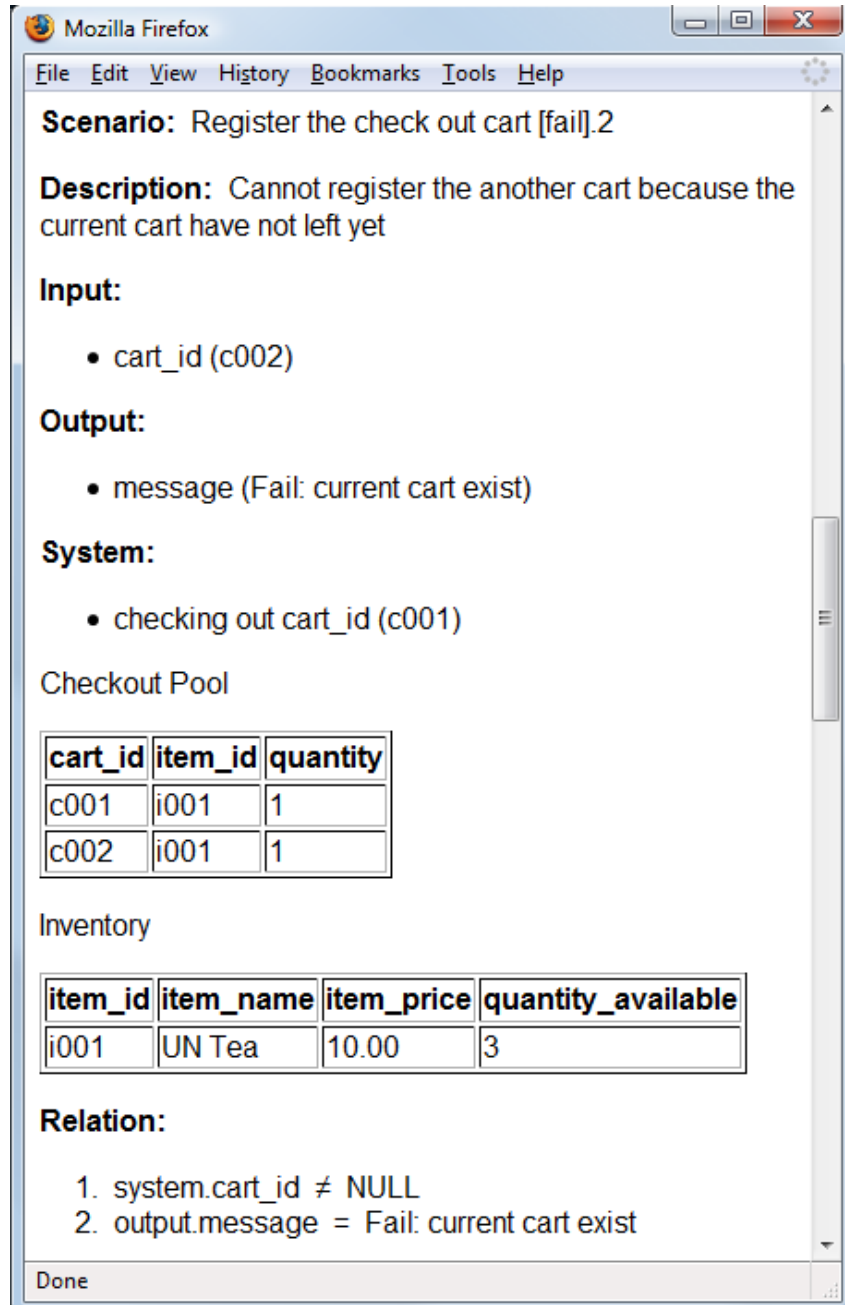 Mozilla Firefox
File Edit View History Bookmarks Tools Help
Scenario: Register the check out cart [fail].2
Description: Cannot register the another cart because the
current cart have not left yet
Input:
• cart_id (c002)
Output:
• message (Fail: current cart exist)
System:
• checking out cart_id (c001)
Checkout Pool
cart_id item_id quantity
c001 i001 1
c002 i001 1
Inventory
item_id item_name item_price quantity_available
i001 UN Tea 10.00 3
Relation:
1. system.cart_id ≠ NULL
2. output.message = Fail: current cart exist
Done